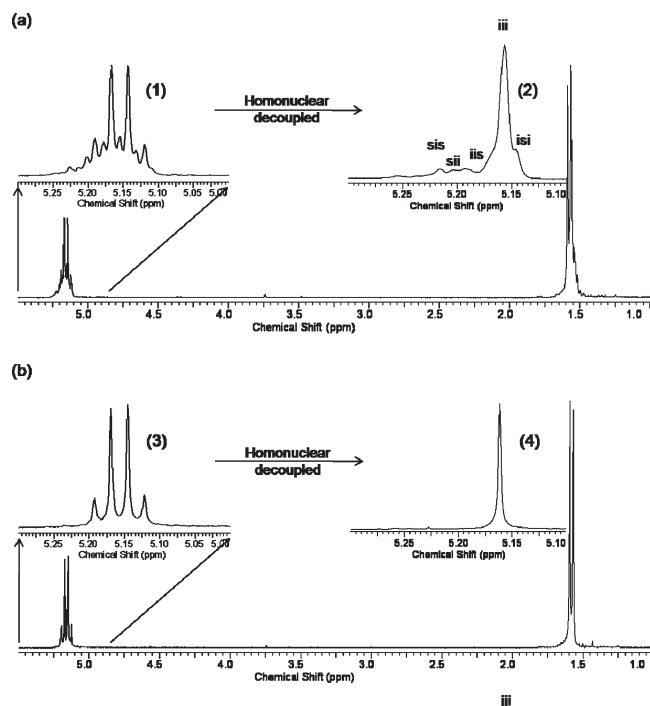 (a)
iii
(1)
Homonuclear
decoupled
(2)
sis
sii
iis
isi
5.25 5.20 5.15 5.10 5.05 5.00
Chemical Shift (ppm)
5.25 5.20 5.15 5.10
Chemical Shift (ppm)
5.0 4.5 4.0 3.5 3.0 2.5 2.0 1.5 1.0
Chemical Shift (ppm)
(b)
(3)
Homonuclear
decoupled
(4)
5.25 5.20 5.15 5.10 5.05 5.00
Chemical Shift (ppm)
5.25 5.20 5.15 5.10
Chemical Shift (ppm)
5.0 4.5 4.0 3.5 3.0 2.5 2.0 1.5 1.0
Chemical Shift (ppm)
iii